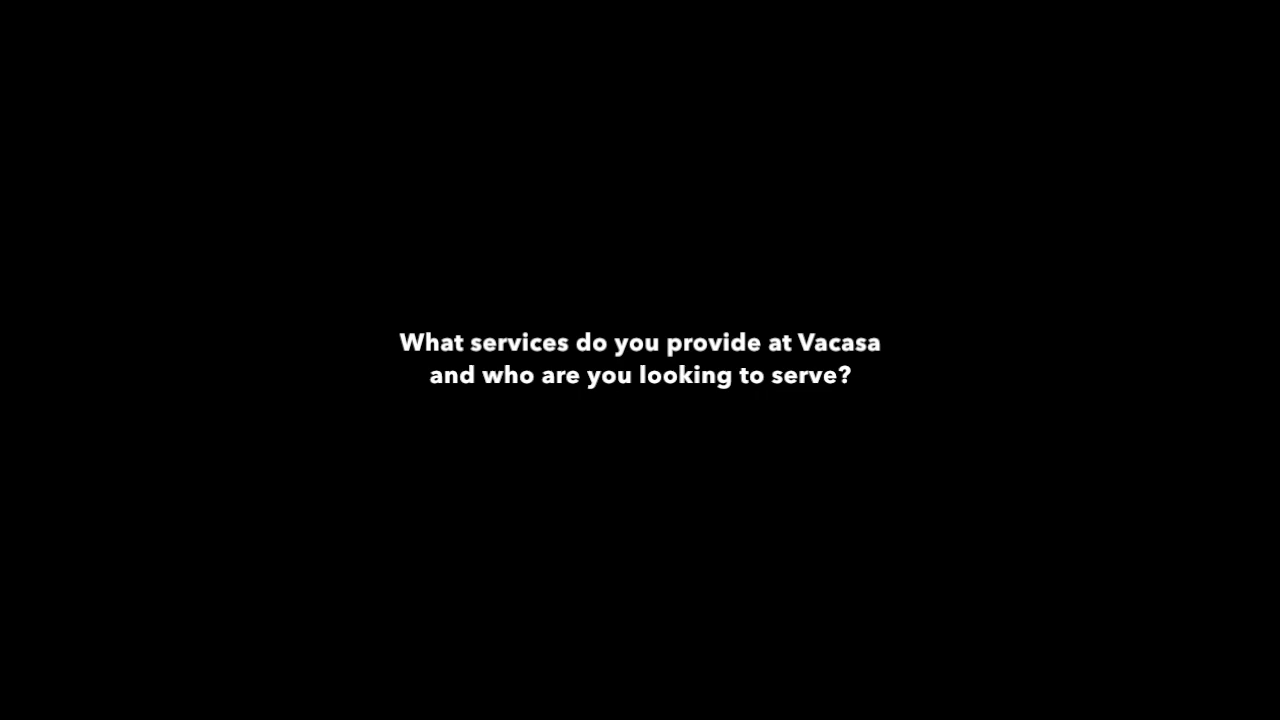 What services do you provide at Vacasa
and who are you looking to serve?